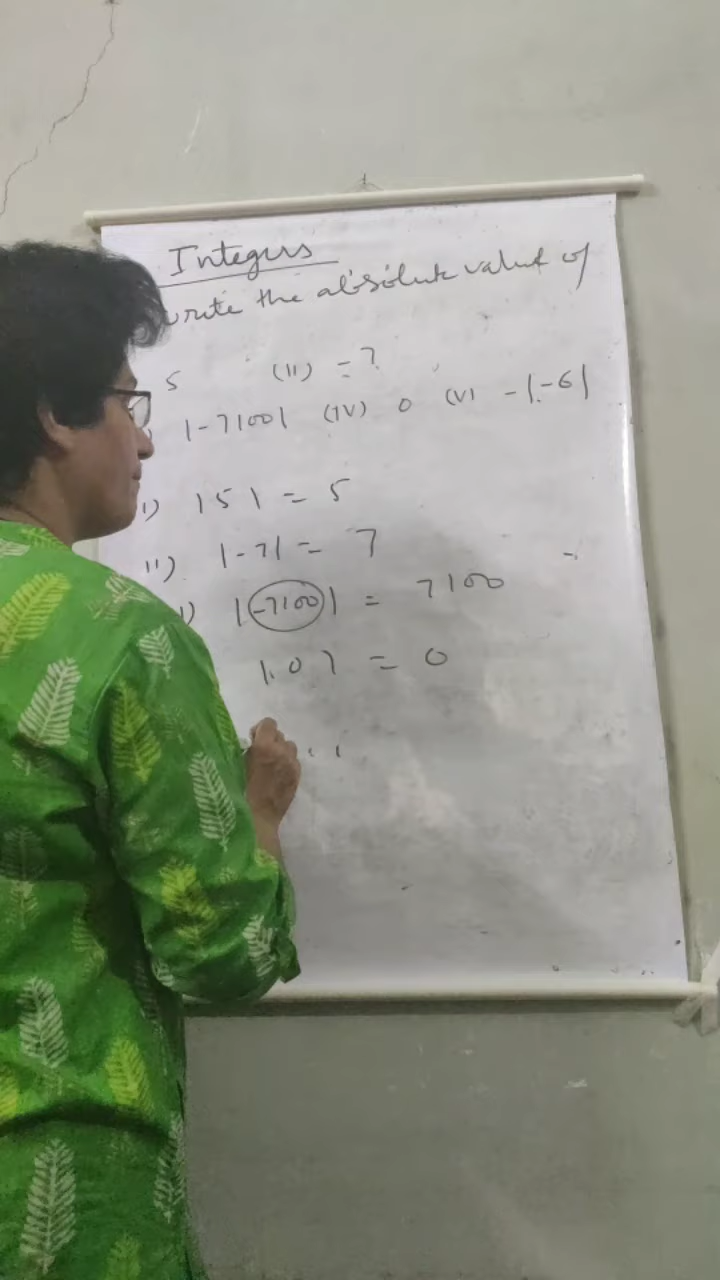 Integers
write the absolute value of
5 (II) -7
|-7100| (IV) 0 (V) -|-6|
i) |5| = 5
ii) |-7| = 7
) |-7100| = 7100
|0| = 0